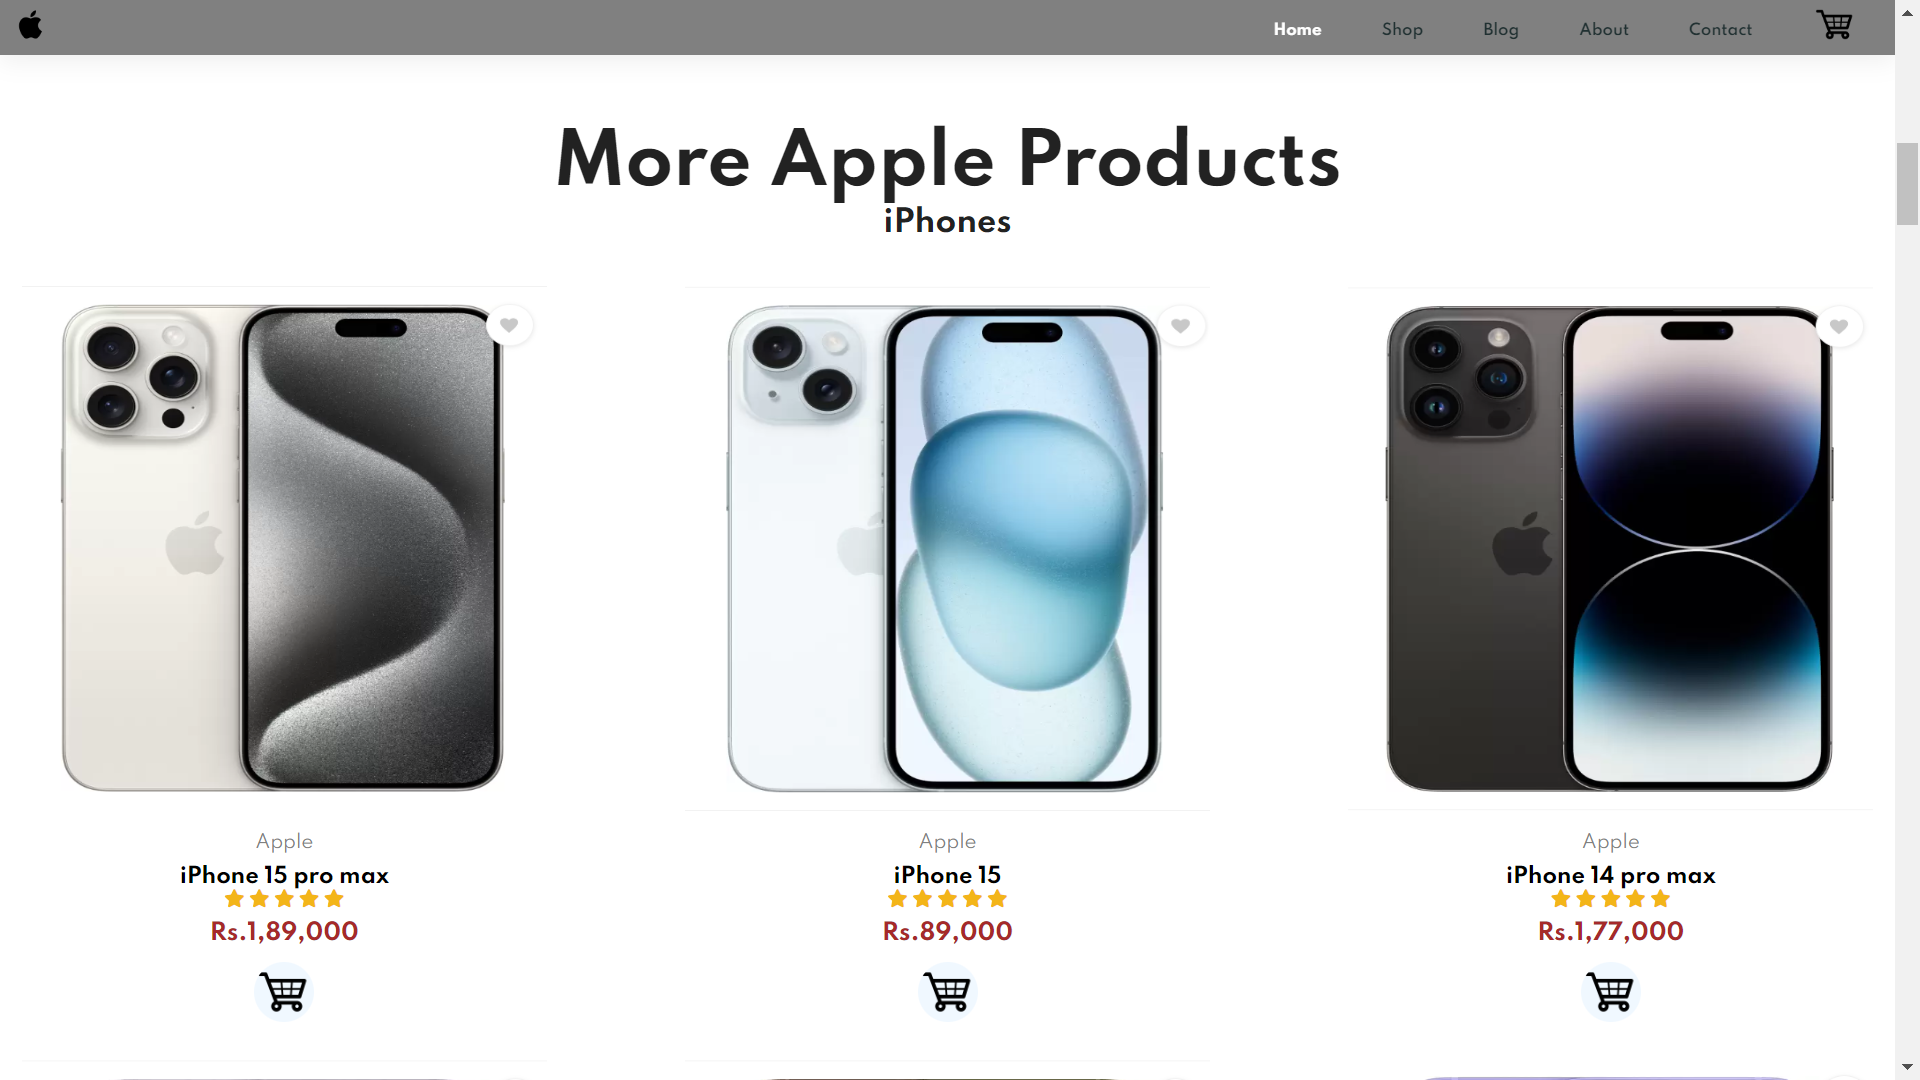 Home Shop Blog About Contact
More Apple Products
iPhones
Apple
iPhone 15 pro max
Rs.1,89,000
Apple
iPhone 15
Rs.89,000
Apple
iPhone 14 pro max
Rs.1,77,000